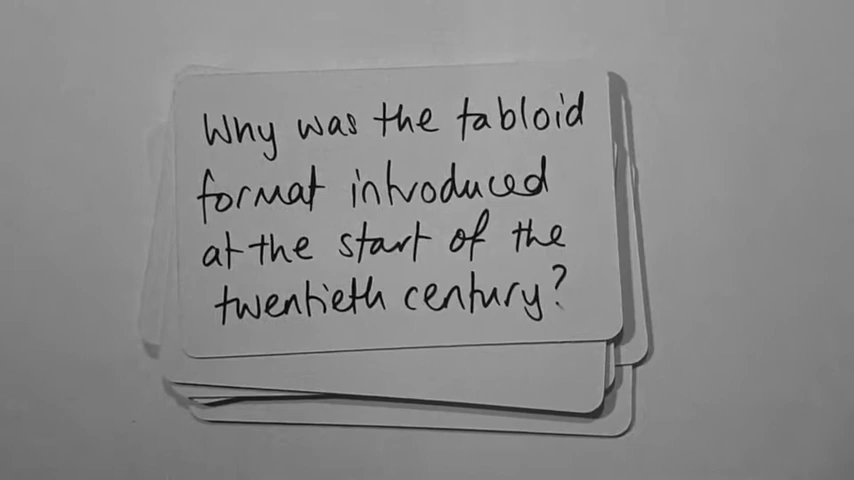 Why was the tabloid
format introduced
at the start of the
twentieth century?